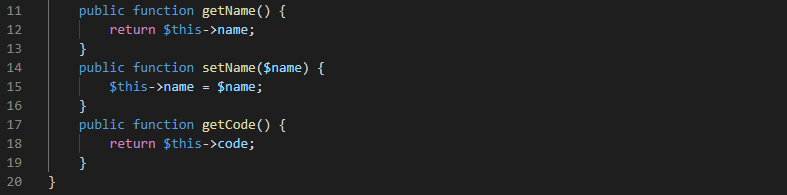 11 public function getName() {
12 return $this->name;
13 }
14 public function setName($name) {
15 $this->name = $name;
16 }
17 public function getCode() {
18 return $this->code;
19 }
20 }